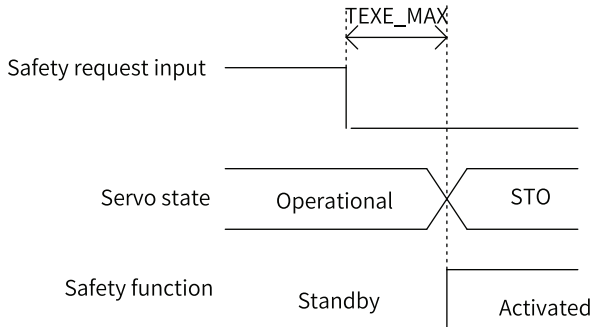 TEXE_MAX
Safety request input
Servo state
Operational
STO
Safety function
Standby
Activated